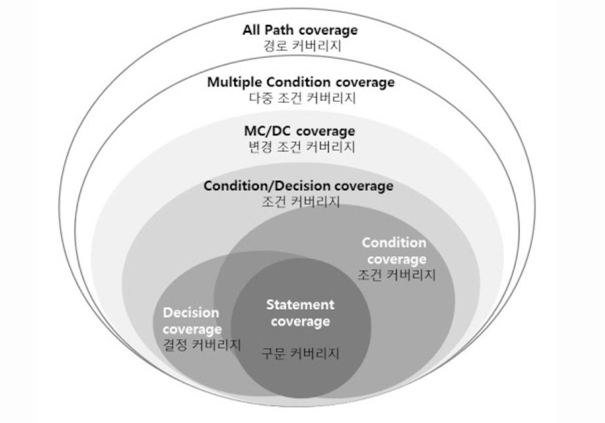 All Path coverage
경로 커버리지
Multiple Condition coverage
다중 조건 커버리지
MC/DC coverage
변경 조건 커버리지
Condition/Decision coverage
조건 커버리지
Condition
coverage
조건 커버리지
Decision
coverage
결정 커버리지
Statement
coverage
구문 커버리지